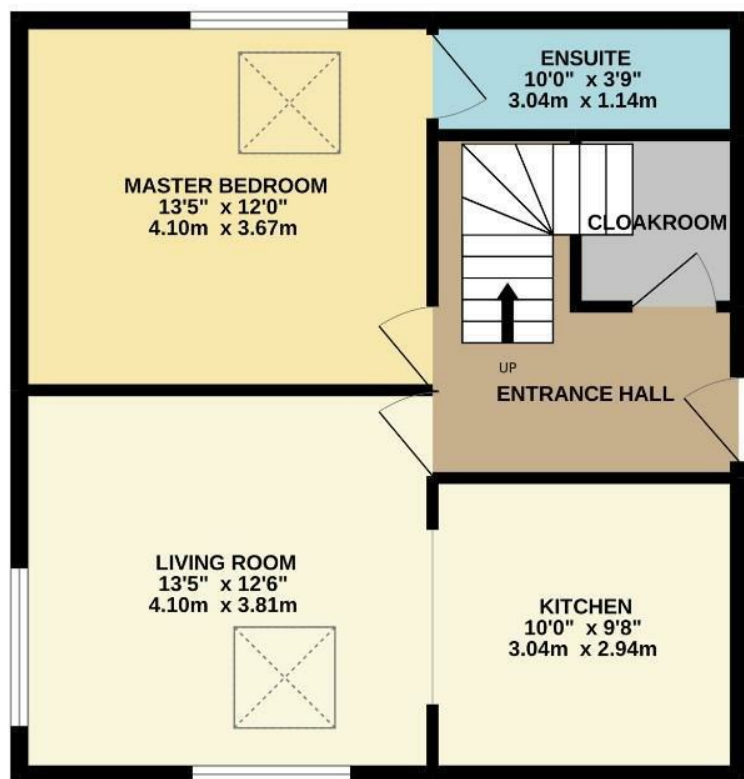 ENSUITE
10'0" x 3'9"
3.04m x 1.14m
MASTER BEDROOM
13'5" x 12'0"
4.10m x 3.67m
CLOAKROOM
UP
ENTRANCE HALL
LIVING ROOM
13'5" x 12'6"
4.10m x 3.81m
KITCHEN
10'0" x 9'8"
3.04m x 2.94m